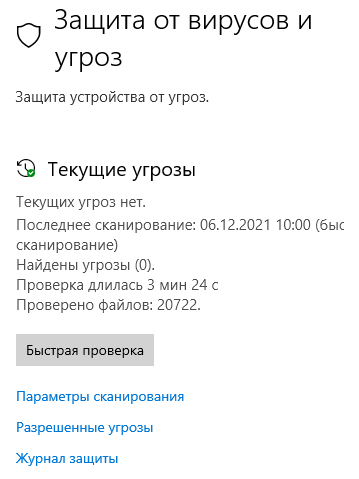 Защита от вирусов и
угроз
Защита устройства от угроз.
Текущие угрозы
Текущих угроз нет.
Последнее сканирование: 06.12.2021 10:00 (быс
сканирование)
Найдены угрозы (0).
Проверка длилась 3 мин 24 с
Проверено файлов: 20722.
Быстрая проверка
Параметры сканирования
Разрешенные угрозы
Журнал защиты